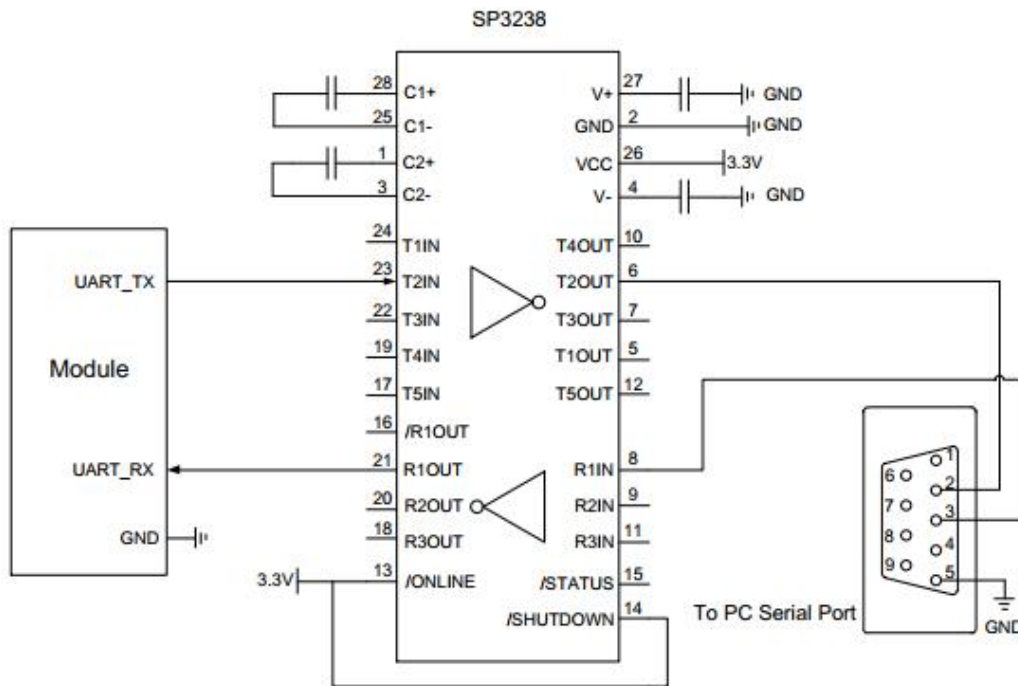 SP3238
28 C1+
25 C1-
1 C2+
3 C2-
24 T1IN
23 T2IN
22 T3IN
19 T4IN
17 T5IN
16 /R1OUT
21 R1OUT
20 R2OUT
18 R3OUT
3.3V 13 /ONLINE
V+ 27 GND
GND 2 GND
VCC 26 3.3V
V- 4 GND
T4OUT 10
T2OUT 6
T3OUT 7
T1OUT 5
T5OUT 12
R1IN 8
R2IN 9
R3IN 11
/STATUS 15
/SHUTDOWN 14
UART_TX
Module
UART_RX
GND
1
6
2
7
3
8
4
9
5
To PC Serial Port
GND